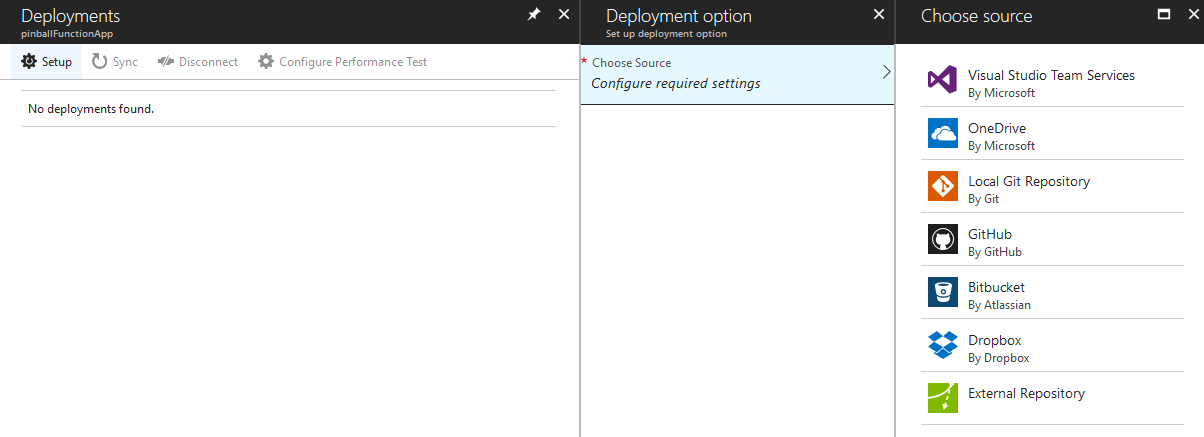 Deployments
pinballFunctionApp
Setup Sync Disconnect Configure Performance Test
No deployments found.
Deployment option
Set up deployment option
* Choose Source
Configure required settings
Choose source
Visual Studio Team Services
By Microsoft
OneDrive
By Microsoft
Local Git Repository
By Git
GitHub
By GitHub
Bitbucket
By Atlassian
Dropbox
By Dropbox
External Repository